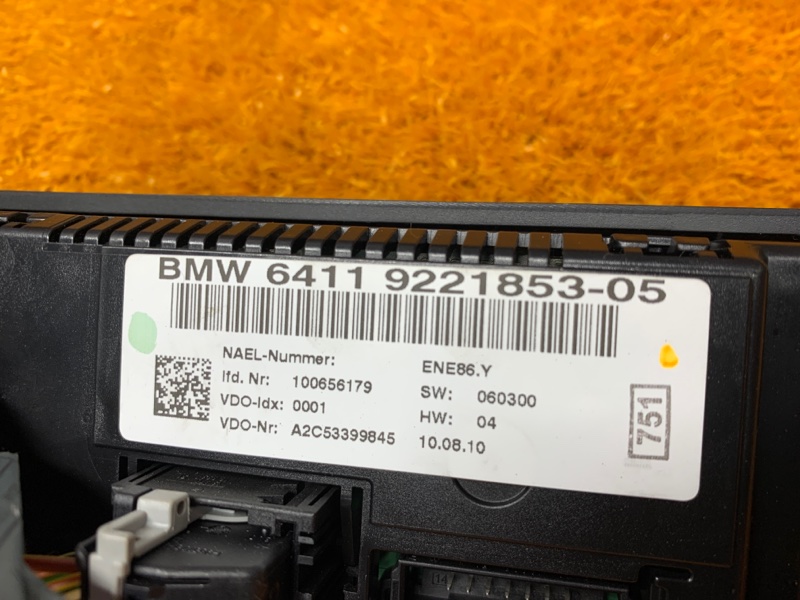 BMW 6411 9221853-05
NAEL-Nummer: ENE86.Y
lfd. Nr: 100656179 SW: 060300
VDO-Idx: 0001 HW: 04
VDO-Nr: A2C53399845 10.08.10
751
14